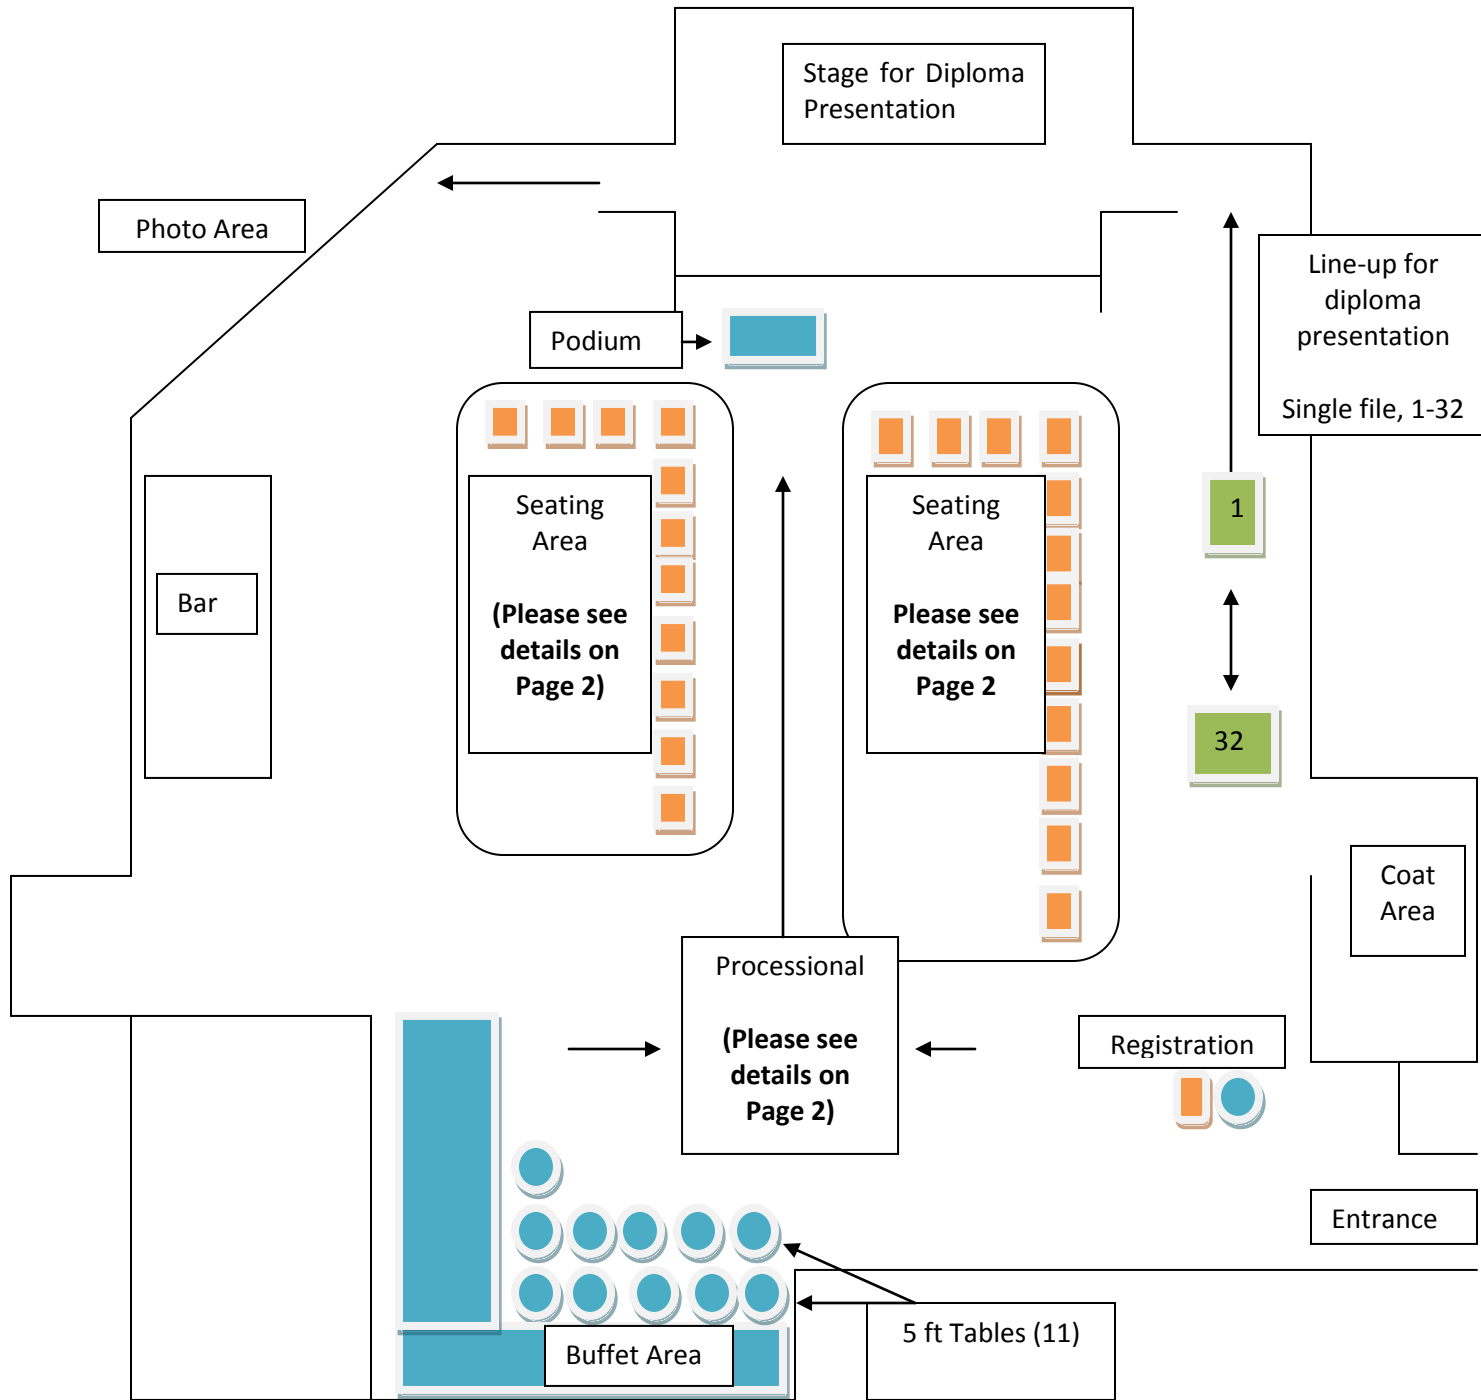 Stage for Diploma
Presentation
Photo Area
Line-up for
diploma
presentation
Single file, 1-32
Podium
Seating
Area
(Please see
details on
Page 2)
Seating
Area
Please see
details on
Page 2
1
Bar
32
Coat
Area
Processional
(Please see
details on
Page 2)
Registration
Entrance
5 ft Tables (11)
Buffet Area